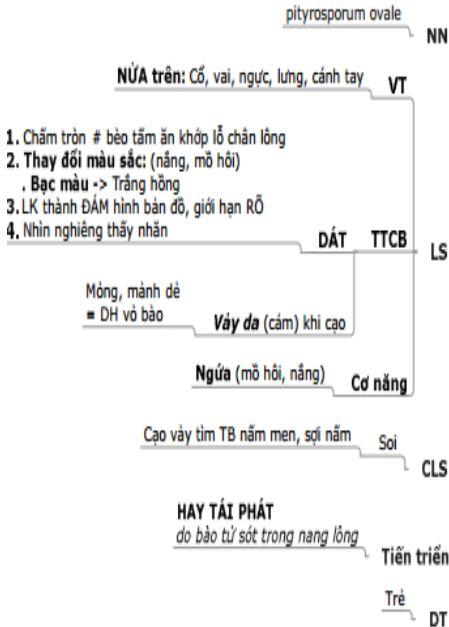 pityrosporum ovale
NN
NỬA trên: Cổ, vai, ngực, lưng, cánh tay
VT
1. Chấm tròn # bèo tấm ăn khớp lỗ chân lông
2. Thay đổi màu sắc: (nắng, mồ hôi)
. Bạc màu -> Trắng hồng
3. LK thành ĐÁM hình bản đồ, giới hạn RÕ
4. Nhìn nghiêng thấy nhăn
DÁT
TTCB
LS
Mỏng, mảnh dẻ
= DH vỏ bào
Vảy da (cám) khi cạo
Ngứa (mồ hôi, nắng)
Cơ năng
Cạo vảy tìm TB nấm men, sợi nấm
Soi
CLS
HAY TÁI PHÁT
do bào tử sót trong nang lông
Tiến triển
Trẻ
DT